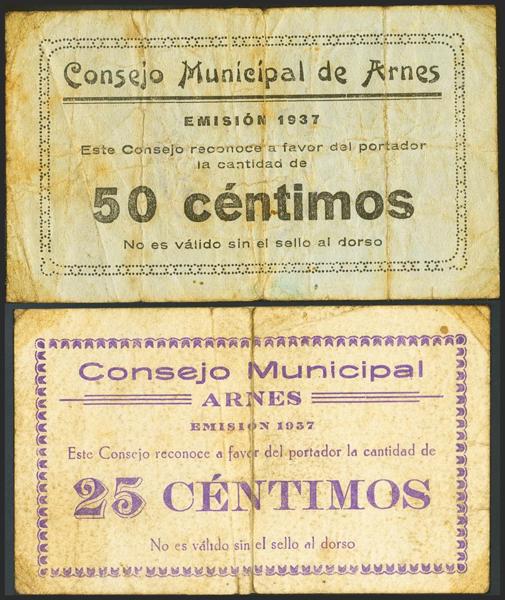 Consejo Municipal de Arnes
EMISIÓN 1937
Este Consejo reconoce a favor del portador
la cantidad de
50 céntimos
No es válido sin el sello al dorso
Consejo Municipal
ARNES
EMISIÓN 1937
Este Consejo reconoce a favor del portador la cantidad de
25 CÉNTIMOS
No es válido sin el sello al dorso